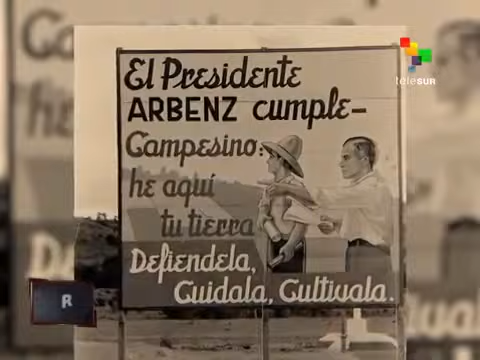 El Presidente
ARBENZ cumple-
Campesino:
he aquí
tu tierra
Defiendela,
Cuidala, Cultivala.
teleSUR
R